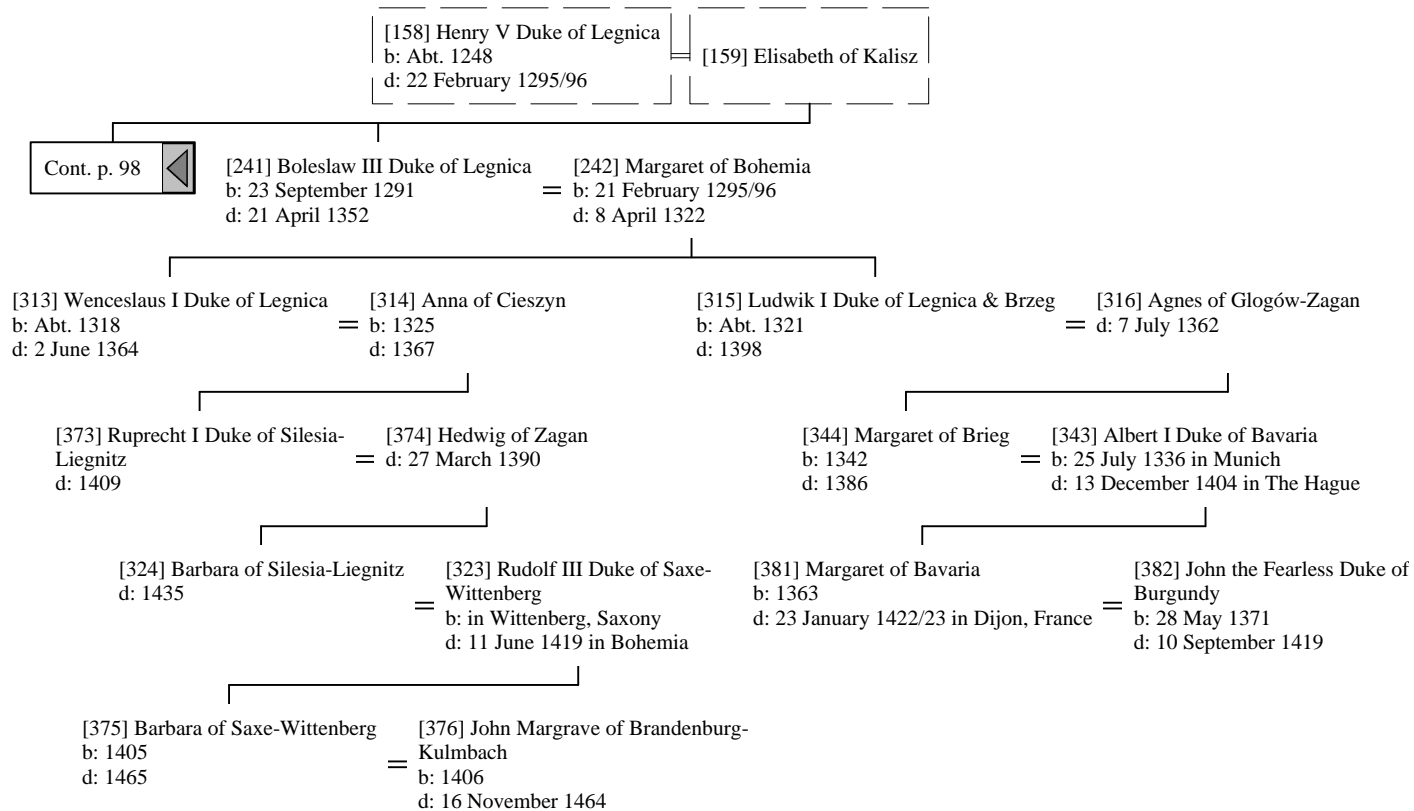 [158] Henry V Duke of Legnica
b: Abt. 1248
d: 22 February 1295/96
=
[159] Elisabeth of Kalisz
Cont. p. 98
[241] Boleslaw III Duke of Legnica
b: 23 September 1291
d: 21 April 1352
=
[242] Margaret of Bohemia
b: 21 February 1295/96
d: 8 April 1322
[313] Wenceslaus I Duke of Legnica
b: Abt. 1318
d: 2 June 1364
=
[314] Anna of Cieszyn
b: 1325
d: 1367
[315] Ludwik I Duke of Legnica & Brzeg
b: Abt. 1321
d: 1398
=
[316] Agnes of Glogów-Zagan
d: 7 July 1362
[373] Ruprecht I Duke of Silesia-
Liegnitz
d: 1409
=
[374] Hedwig of Zagan
d: 27 March 1390
[344] Margaret of Brieg
b: 1342
d: 1386
=
[343] Albert I Duke of Bavaria
b: 25 July 1336 in Munich
d: 13 December 1404 in The Hague
[324] Barbara of Silesia-Liegnitz
d: 1435
=
[323] Rudolf III Duke of Saxe-
Wittenberg
b: in Wittenberg, Saxony
d: 11 June 1419 in Bohemia
[381] Margaret of Bavaria
b: 1363
d: 23 January 1422/23 in Dijon, France
=
[382] John the Fearless Duke of
Burgundy
b: 28 May 1371
d: 10 September 1419
[375] Barbara of Saxe-Wittenberg
b: 1405
d: 1465
=
[376] John Margrave of Brandenburg-
Kulmbach
b: 1406
d: 16 November 1464